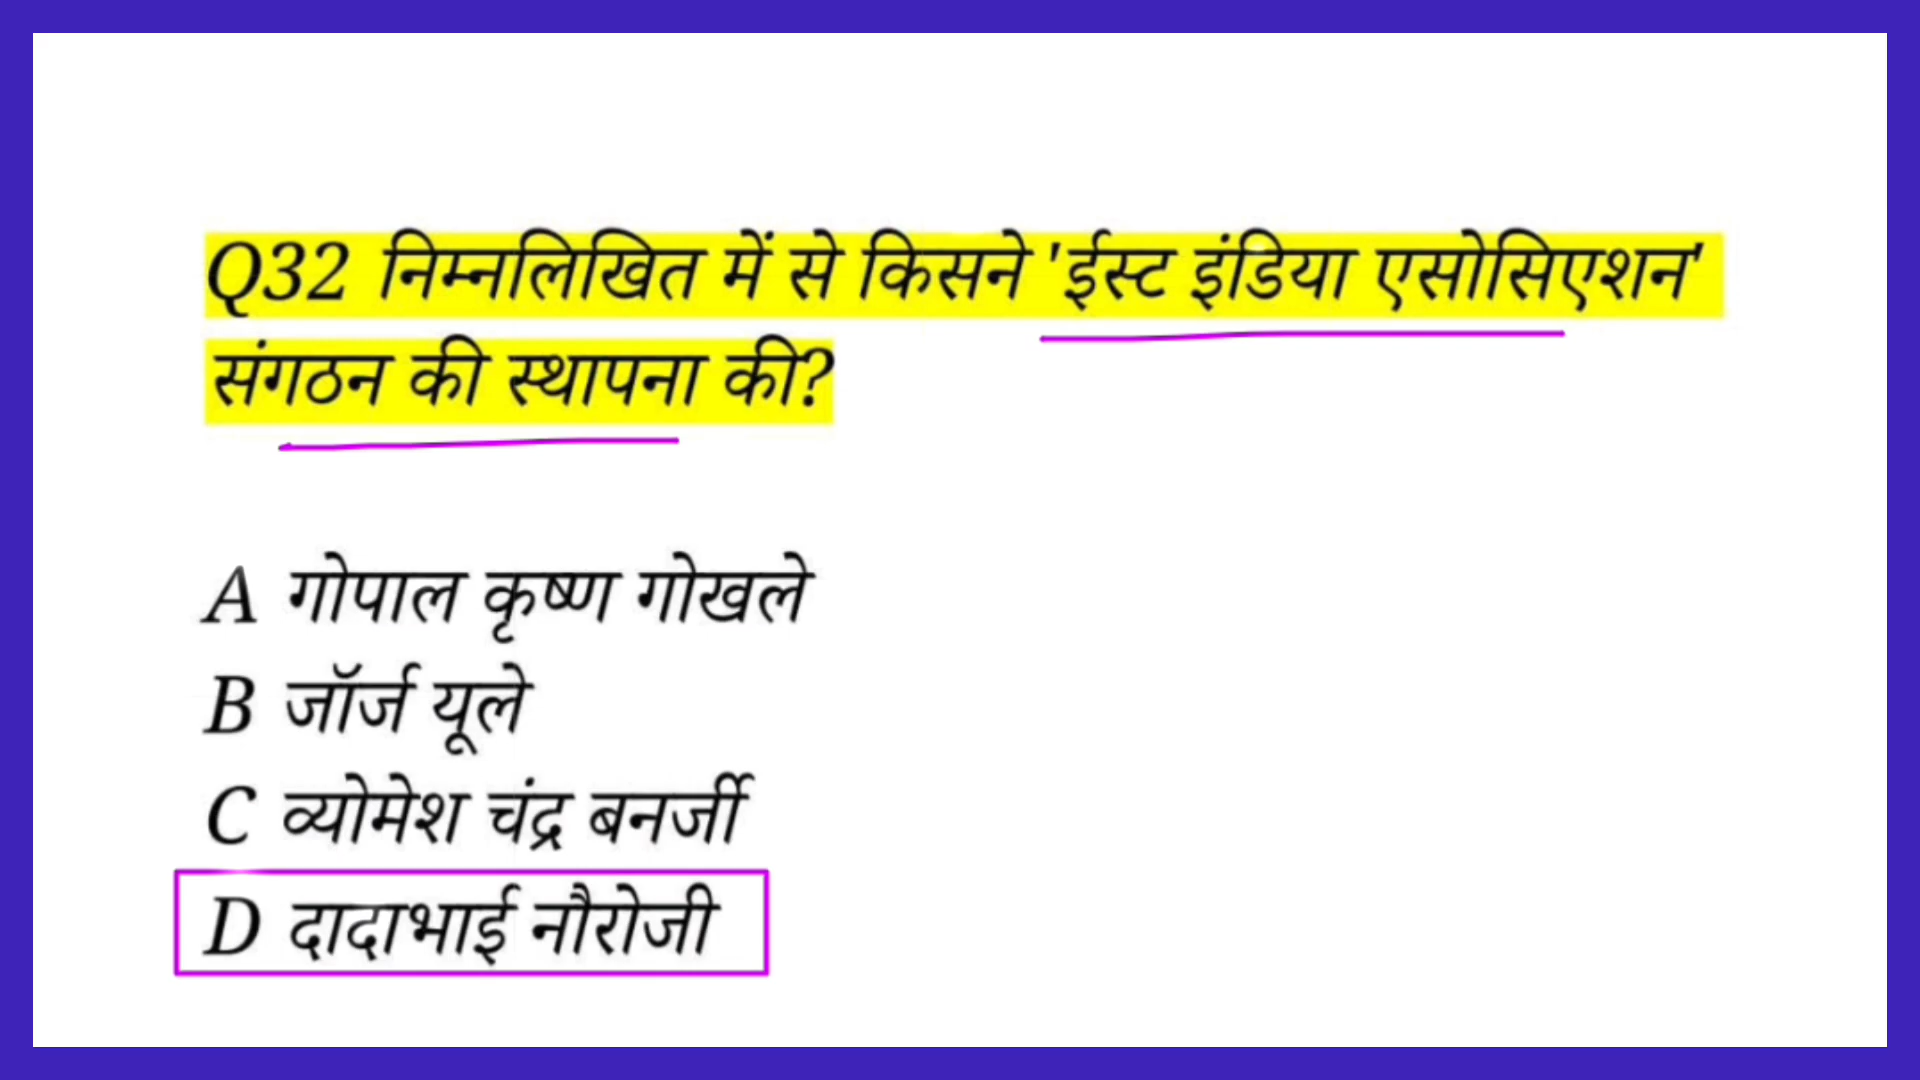 Q32 निम्नलिखित में से किसने 'ईस्ट इंडिया एसोसिएशन'
संगठन की स्थापना की?
A गोपाल कृष्ण गोखले
B जॉर्ज यूले
C व्योमेश चंद्र बनर्जी
D दादाभाई नौरोजी